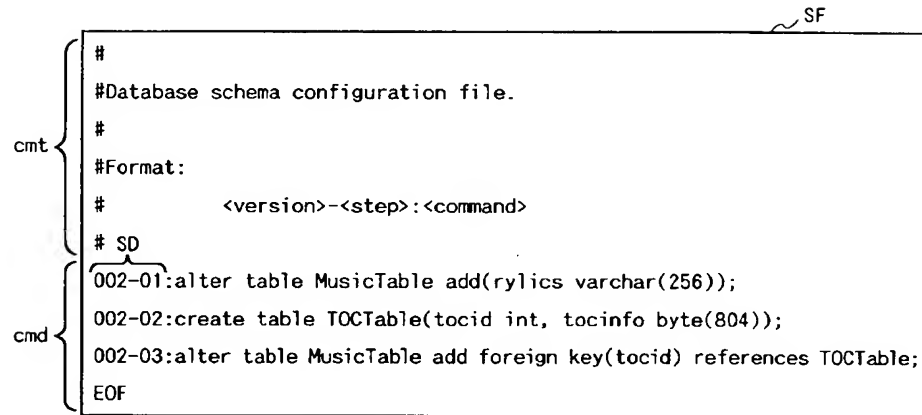 SF
#
#Database schema configuration file.
#
cmt
#Format:
# <version>-<step>:<command>
# SD
002-01:alter table MusicTable add(rylics varchar(256));
002-02:create table TOCTable(tocid int, tocinfo byte(804));
cmd
002-03:alter table MusicTable add foreign key(tocid) references TOCTable;
EOF